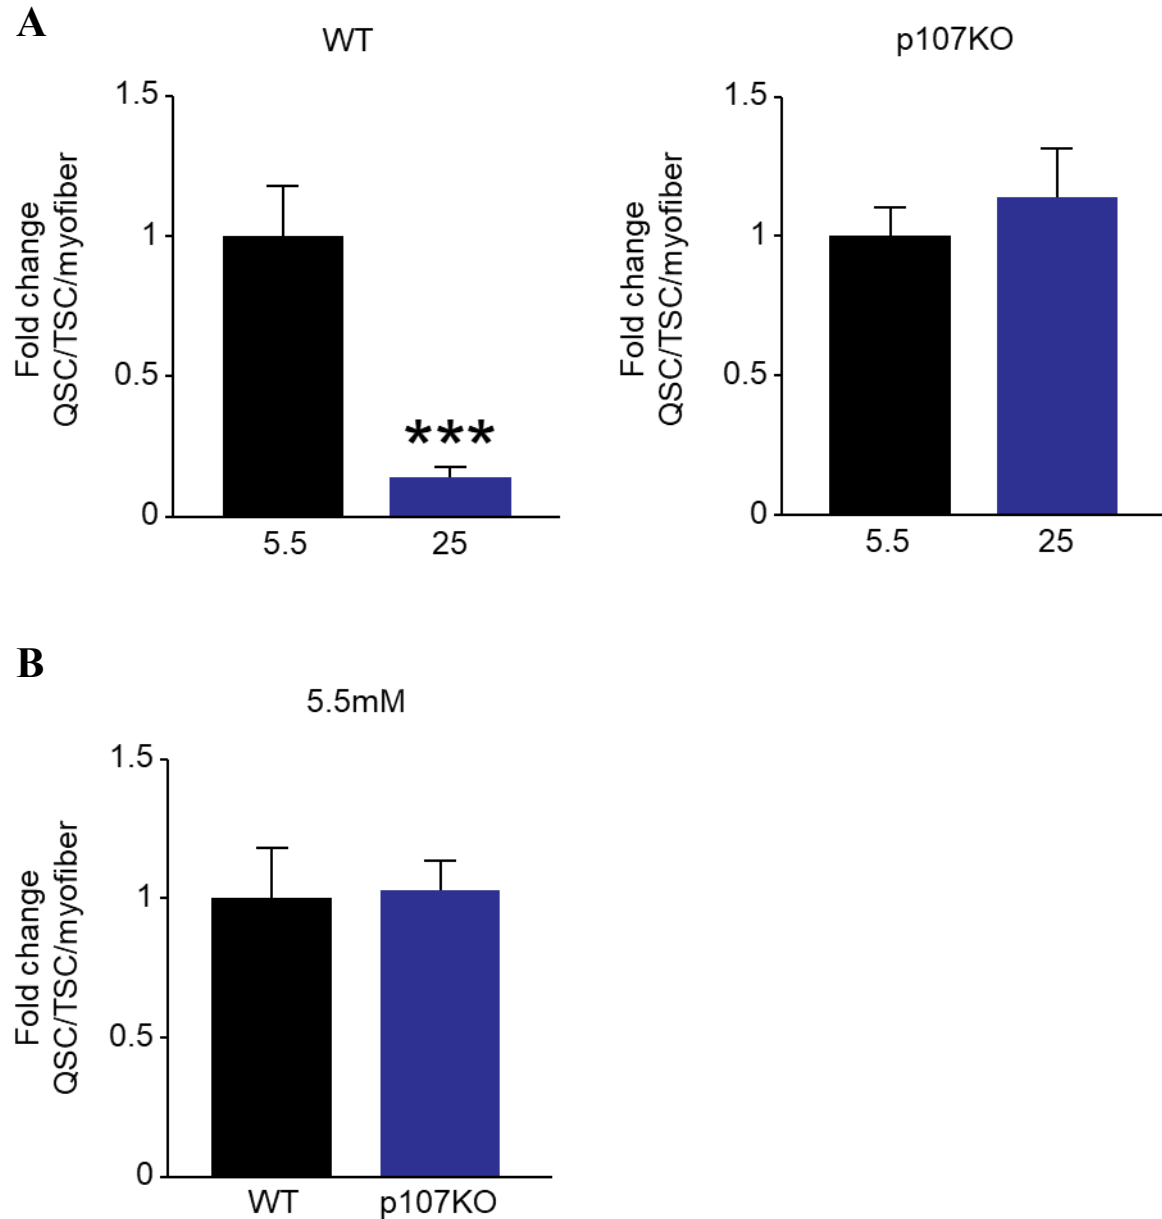 A
WT
p107KO
Fold change
QSC/TSC/myofiber
1.5
1
0.5
0
***
5.5
25
Fold change
QSC/TSC/myofiber
1.5
1
0.5
0
5.5
25
B
5.5mM
Fold change
QSC/TSC/myofiber
1.5
1
0.5
0
WT
p107KO